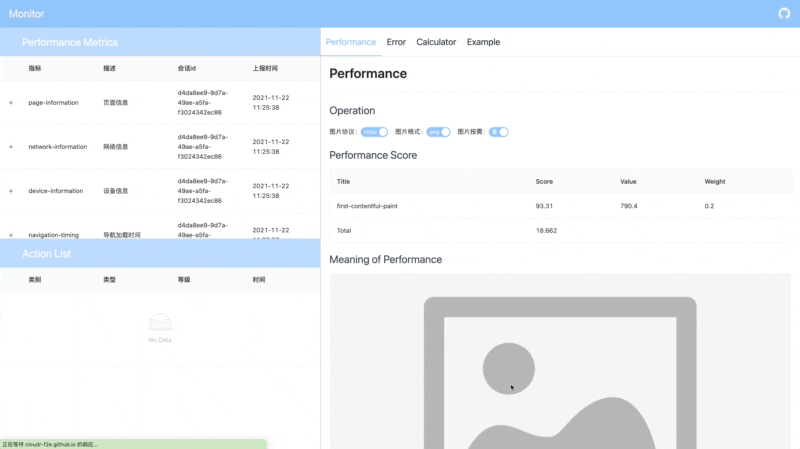 Monitor
Performance Metrics
指标 描述 会话id 上报时间
+ page-information 页面信息 d4da8ee9-9d7a-49ae-a5fa-f3024342ec86 2021-11-22 11:25:38
+ network-information 网络信息 d4da8ee9-9d7a-49ae-a5fa-f3024342ec86 2021-11-22 11:25:38
+ device-information 设备信息 d4da8ee9-9d7a-49ae-a5fa-f3024342ec86 2021-11-22 11:25:38
+ navigation-timing 导航加载时间 d4da8ee9-9d7a-49ae-a5fa- 2021-11-22
Action List
类别 类型 等级 时间
No Data
正在等待 cloudr-f2e.github.io 的响应...
Performance Error Calculator Example
Performance
Operation
图片协议: https 图片格式: png 图片按需: 是
Performance Score
Title Score Value Weight
first-contentful-paint 93.31 790.4 0.2
Total 18.662
Meaning of Performance